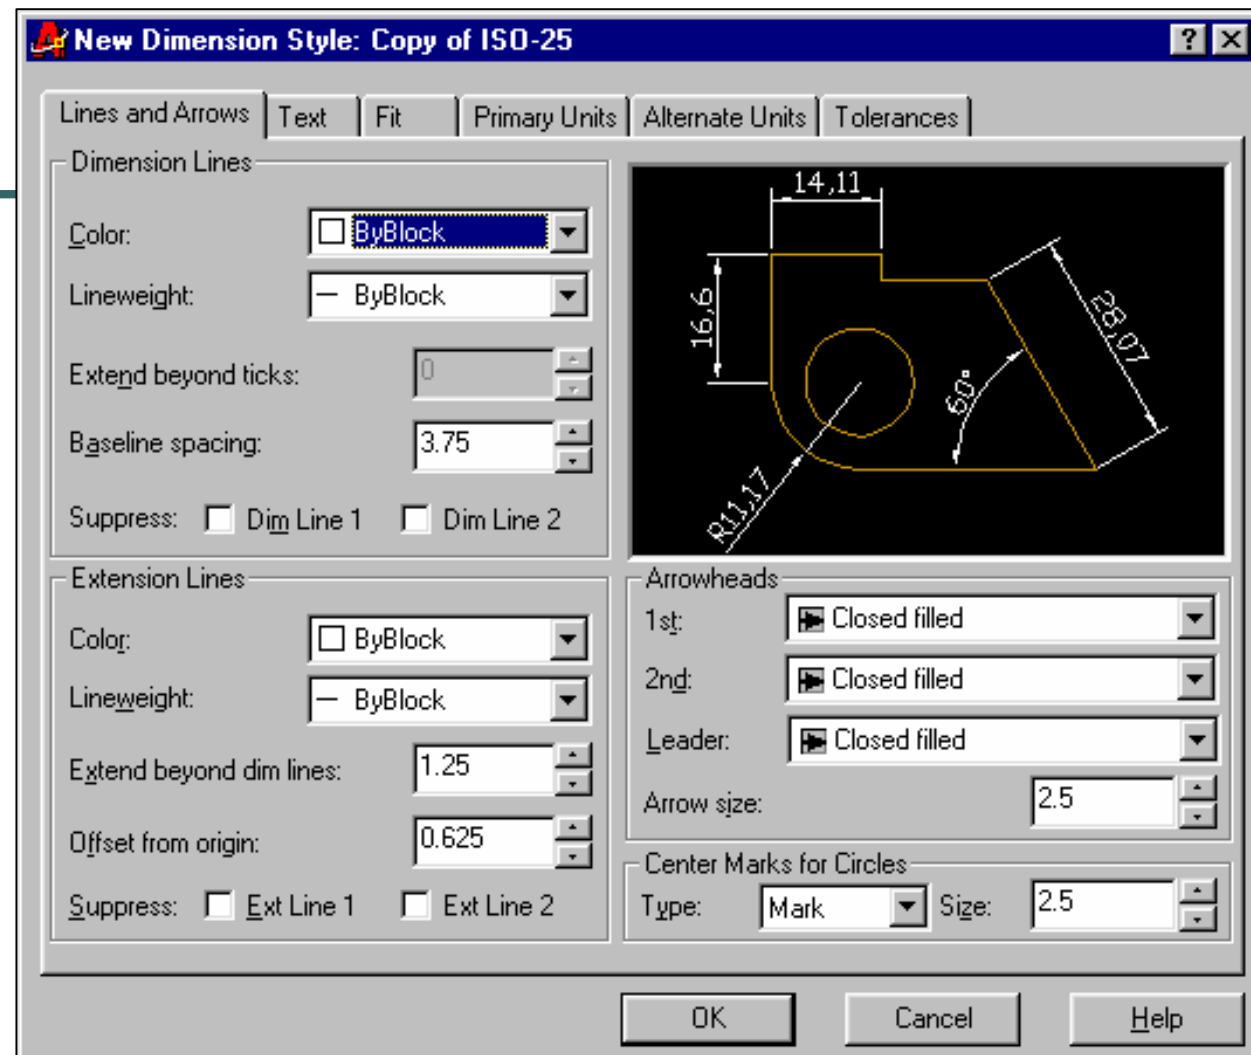 New Dimension Style: Copy of ISO-25
Lines and Arrows Text Fit Primary Units Alternate Units Tolerances
Dimension Lines
Color: ByBlock
Lineweight: ByBlock
Extend beyond ticks: 0
Baseline spacing: 3.75
Suppress: Dim Line 1 Dim Line 2
14,11
16,6
28,07
60°
R11,17
Extension Lines
Color: ByBlock
Lineweight: ByBlock
Extend beyond dim lines: 1.25
Offset from origin: 0.625
Suppress: Ext Line 1 Ext Line 2
Arrowheads
1st: Closed filled
2nd: Closed filled
Leader: Closed filled
Arrow size: 2.5
Center Marks for Circles
Type: Mark Size: 2.5
OK Cancel Help